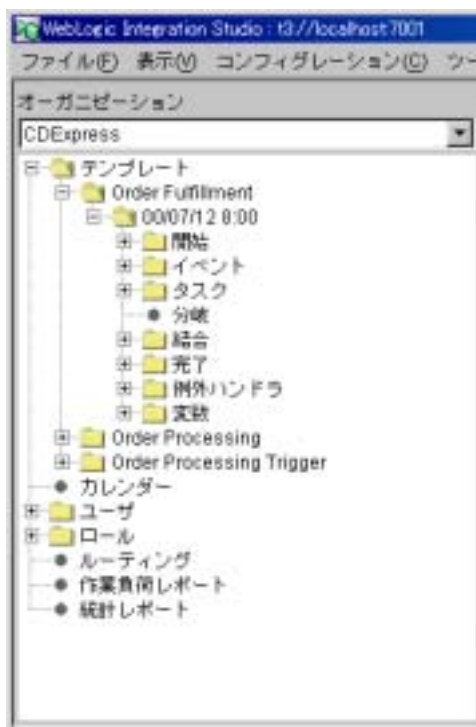 WebLogic Integration Studio : t3://localhost:7001
ファイル(F) 表示(V) コンフィグレーション(C) ツー
オーガニゼーション
CDExpress
テンプレート
Order Fulfillment
00/07/12 8:00
開始
イベント
タスク
分岐
結合
完了
例外ハンドラ
変数
Order Processing
Order Processing Trigger
カレンダー
ユーザ
ロール
ルーティング
作業負荷レポート
統計レポート